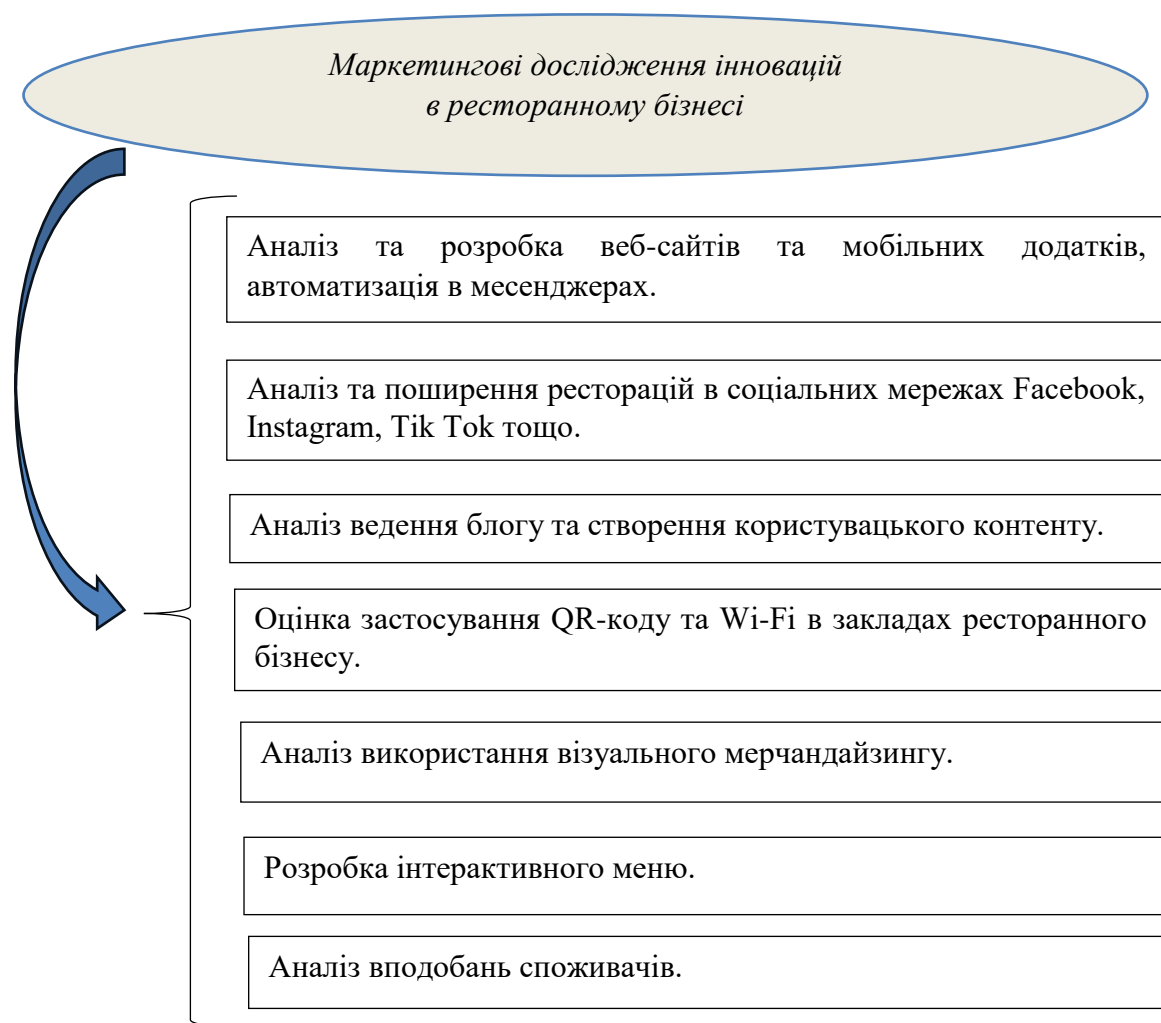 Маркетингові дослідження інновацій
в ресторанному бізнесі
Аналіз та розробка веб-сайтів та мобільних додатків,
автоматизація в месенджерах.
Аналіз та поширення ресторацій в соціальних мережах Facebook,
Instagram, Tik Tok тощо.
Аналіз ведення блогу та створення користувацького контенту.
Оцінка застосування QR-коду та Wi-Fi в закладах ресторанного
бізнесу.
Аналіз використання візуального мерчандайзингу.
Розробка інтерактивного меню.
Аналіз вподобань споживачів.